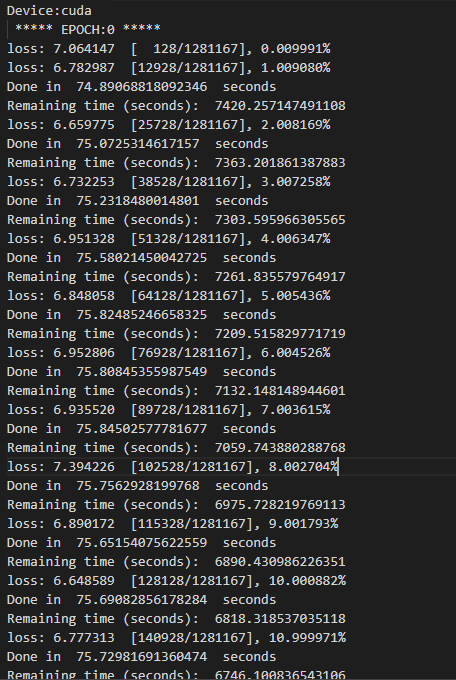 Device:cuda
***** EPOCH:0 *****
loss: 7.064147  [  128/1281167], 0.009991%
loss: 6.782987  [12928/1281167], 1.009080%
Done in  74.89068818092346  seconds
Remaining time (seconds):  7420.257147491108
loss: 6.659775  [25728/1281167], 2.008169%
Done in  75.0725314617157  seconds
Remaining time (seconds):  7363.201861387883
loss: 6.732253  [38528/1281167], 3.007258%
Done in  75.2318480014801  seconds
Remaining time (seconds):  7303.595966305565
loss: 6.951328  [51328/1281167], 4.006347%
Done in  75.58021450042725  seconds
Remaining time (seconds):  7261.835579764917
loss: 6.848058  [64128/1281167], 5.005436%
Done in  75.82485246658325  seconds
Remaining time (seconds):  7209.515829771719
loss: 6.952806  [76928/1281167], 6.004526%
Done in  75.80845355987549  seconds
Remaining time (seconds):  7132.148148944601
loss: 6.935520  [89728/1281167], 7.003615%
Done in  75.84502577781677  seconds
Remaining time (seconds):  7059.743880288768
loss: 7.394226  [102528/1281167], 8.002704%
Done in  75.7562928199768  seconds
Remaining time (seconds):  6975.728219769113
loss: 6.890172  [115328/1281167], 9.001793%
Done in  75.65154075622559  seconds
Remaining time (seconds):  6890.430986226351
loss: 6.648589  [128128/1281167], 10.000882%
Done in  75.69082856178284  seconds
Remaining time (seconds):  6818.318537035118
loss: 6.777313  [140928/1281167], 10.999971%
Done in  75.72981691360474  seconds
Remaining time (seconds):  6746.100836543106